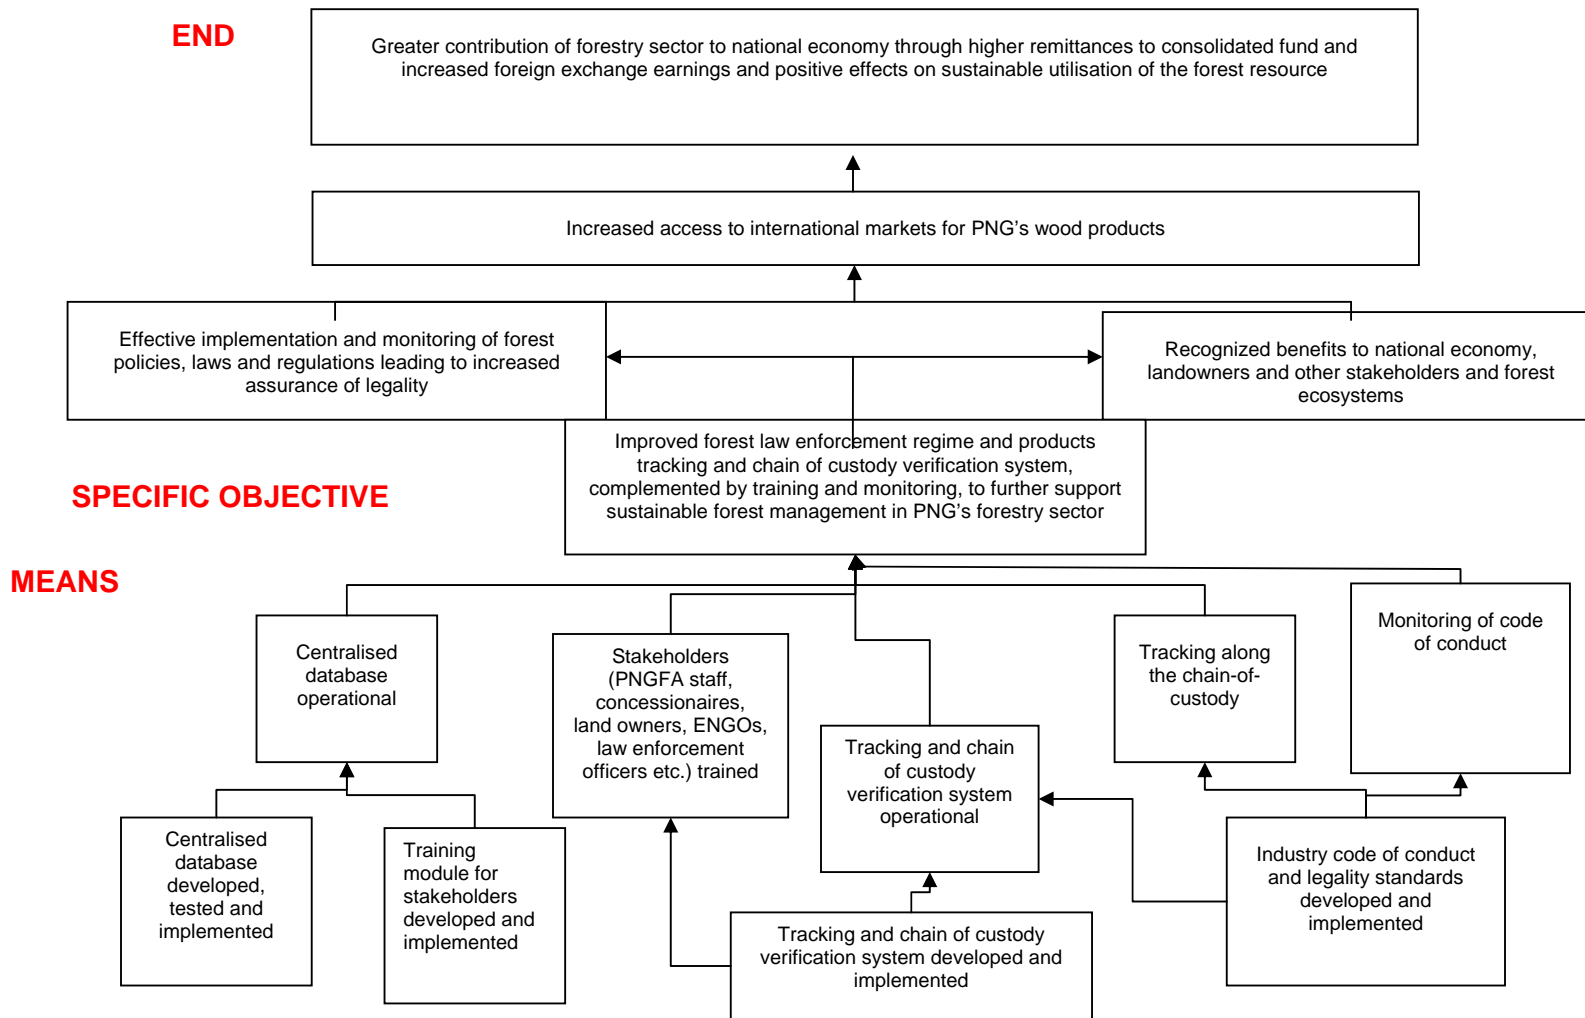 END
Greater contribution of forestry sector to national economy through higher remittances to consolidated fund and
increased foreign exchange earnings and positive effects on sustainable utilisation of the forest resource
Increased access to international markets for PNG’s wood products
Effective implementation and monitoring of forest
policies, laws and regulations leading to increased
assurance of legality
Recognized benefits to national economy,
landowners and other stakeholders and forest
ecosystems
Improved forest law enforcement regime and products
tracking and chain of custody verification system,
complemented by training and monitoring, to further support
sustainable forest management in PNG’s forestry sector
SPECIFIC OBJECTIVE
MEANS
Centralised
database
operational
Stakeholders
(PNGFA staff,
concessionaires,
land owners, ENGOs,
law enforcement
officers etc.) trained
Tracking and chain
of custody
verification system
operational
Tracking along
the chain-of-
custody
Monitoring of code
of conduct
Centralised
database
developed,
tested and
implemented
Training
module for
stakeholders
developed and
implemented
Tracking and chain of custody
verification system developed and
implemented
Industry code of conduct
and legality standards
developed and
implemented